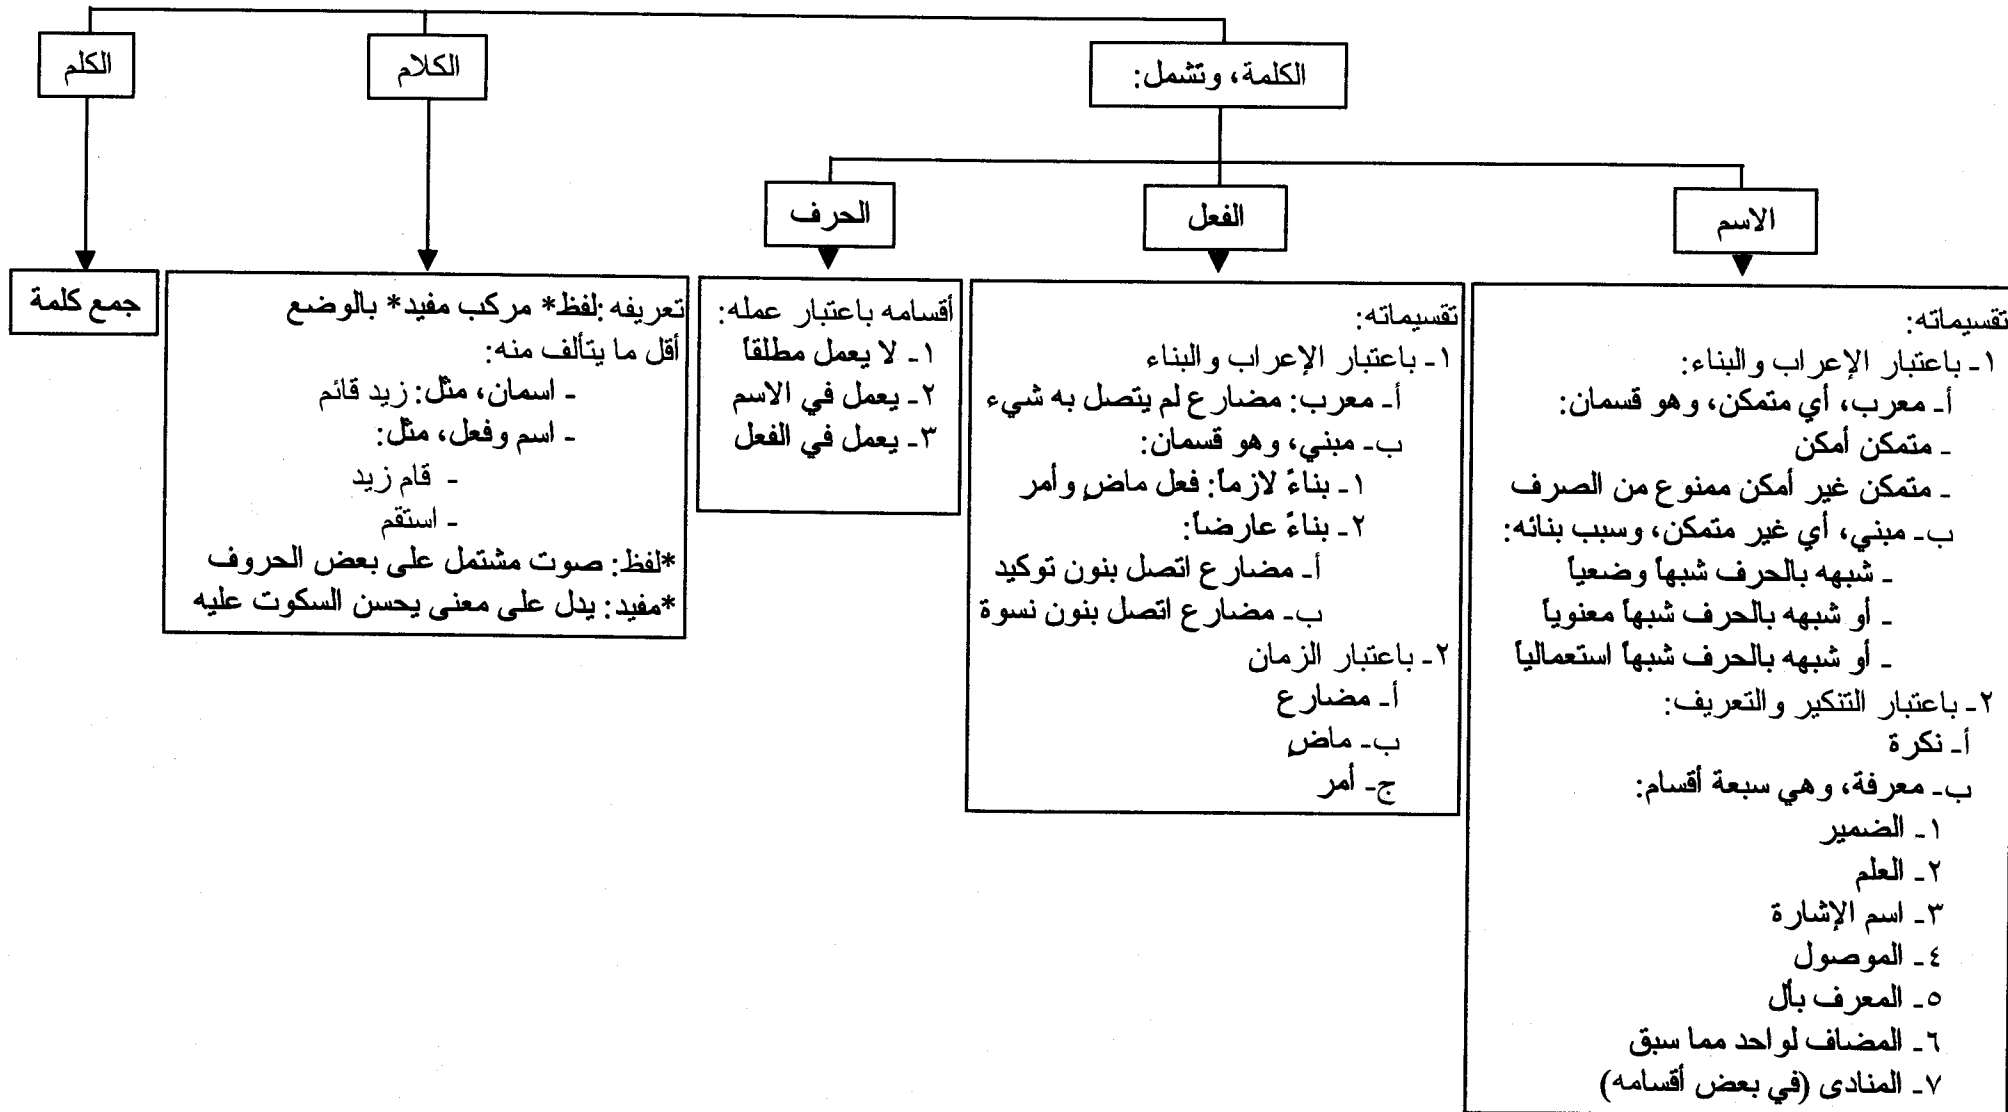 الكلمة، وتشمل:
الكلام
الكلم
الاسم
الفعل
الحرف
تقسيماته:
١- باعتبار الإعراب والبناء:
أ- معرب، أي متمكن، وهو قسمان:
- متمكن أمكن
- متمكن غير أمكن ممنوع من الصرف
ب- مبني، أي غير متمكن، وسبب بنائه:
- شبهه بالحرف شبهاً وضعياً
- أو شبهه بالحرف شبهاً معنوياً
- أو شبهه بالحرف شبهاً استعمالياً
٢- باعتبار التنكير والتعريف:
أ- نكرة
ب- معرفة، وهي سبعة أقسام:
١- الضمير
٢- العلم
٣- اسم الإشارة
٤- الموصول
٥- المعرف بأل
٦- المضاف لواحد مما سبق
٧- المنادى (في بعض أقسامه)
تقسيماته:
١- باعتبار الإعراب والبناء
أ- معرب: مضارع لم يتصل به شيء
ب- مبني، وهو قسمان:
١- بناءً لازماً: فعل ماضٍ وأمر
٢- بناءً عارضاً:
أ- مضارع اتصل بنون توكيد
ب- مضارع اتصل بنون نسوة
٢- باعتبار الزمان
أ- مضارع
ب- ماضٍ
ج- أمر
أقسامه باعتبار عمله:
١- لا يعمل مطلقاً
٢- يعمل في الاسم
٣- يعمل في الفعل
تعريفه :لفظ* مركب مفيد* بالوضع
أقل ما يتألف منه:
- اسمان، مثل: زيد قائم
- اسم وفعل، مثل:
- قام زيد
- استقم
*لفظ: صوت مشتمل على بعض الحروف
*مفيد: يدل على معنى يحسن السكوت عليه
جمع كلمة